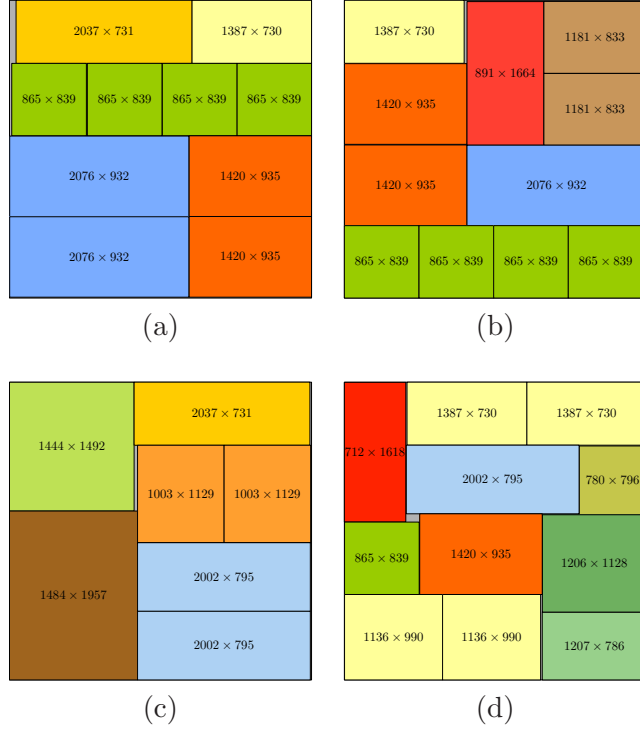 2037 × 731 1387 × 730
865 × 839 865 × 839 865 × 839 865 × 839
2076 × 932 1420 × 935
2076 × 932 1420 × 935
(a)
1387 × 730 891 × 1664 1181 × 833
1420 × 935 1181 × 833
1420 × 935 2076 × 932
865 × 839 865 × 839 865 × 839 865 × 839
(b)
1444 × 1492 2037 × 731
1003 × 1129 1003 × 1129
1484 × 1957 2002 × 795
2002 × 795
(c)
712 × 1618 1387 × 730 1387 × 730
2002 × 795 780 × 796
865 × 839 1420 × 935 1206 × 1128
1136 × 990 1136 × 990 1207 × 786
(d)